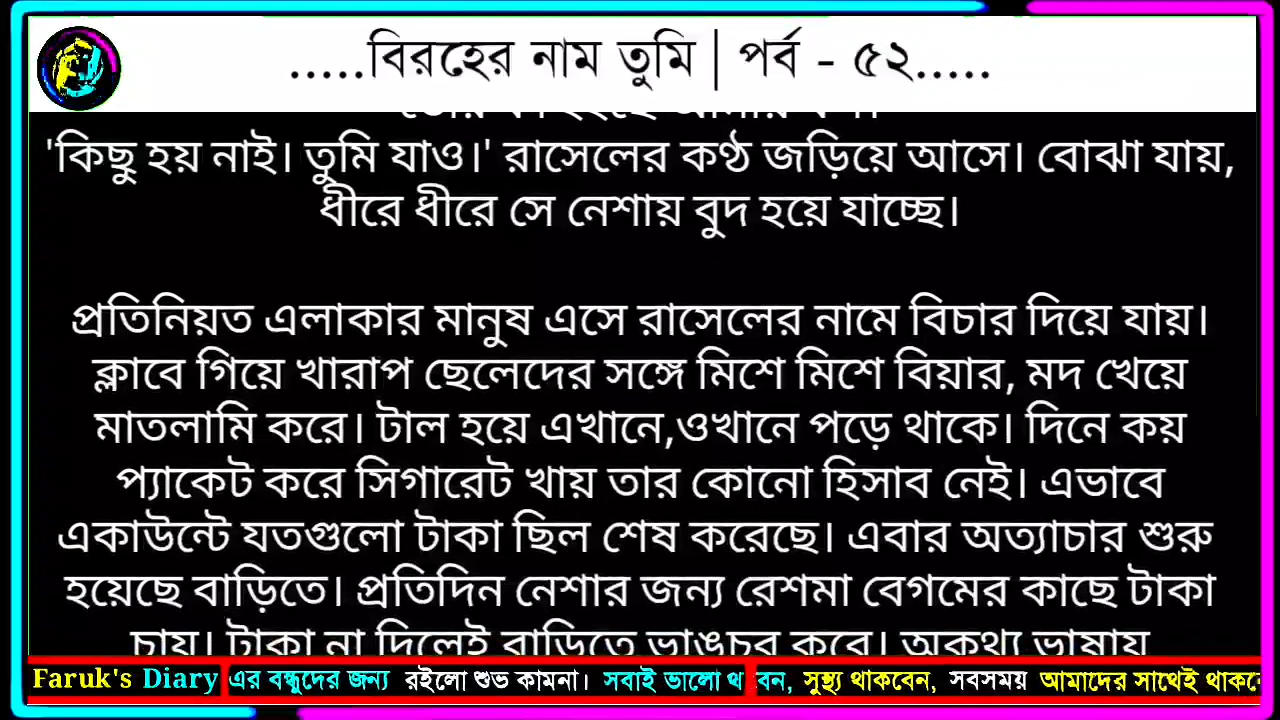 .....বিরহের নাম তুমি | পর্ব - ৫২.....
'কিছু হয় নাই। তুমি যাও।' রাসেলের কণ্ঠ জড়িয়ে আসে। বোঝা যায়,
ধীরে ধীরে সে নেশায় বুদ হয়ে যাচ্ছে।
প্রতিনিয়ত এলাকার মানুষ এসে রাসেলের নামে বিচার দিয়ে যায়।
ক্লাবে গিয়ে খারাপ ছেলেদের সঙ্গে মিশে মিশে বিয়ার, মদ খেয়ে
মাতলামি করে। টাল হয়ে এখানে,ওখানে পড়ে থাকে। দিনে কয়
প্যাকেট করে সিগারেট খায় তার কোনো হিসাব নেই। এভাবে
একাউন্টে যতগুলো টাকা ছিল শেষ করেছে। এবার অত্যাচার শুরু
হয়েছে বাড়িতে। প্রতিদিন নেশার জন্য রেশমা বেগমের কাছে টাকা
চায়। টাকা না দিলেই বাড়িতে ভাঙচুর করে। অকথ্য ভাষায়
Faruk's Diary এর বন্ধুদের জন্য রইলো শুভ কামনা। সবাই ভালো থ বেন, সুস্থ্য থাকবেন, সবসময় আমাদের সাথেই থাকবে